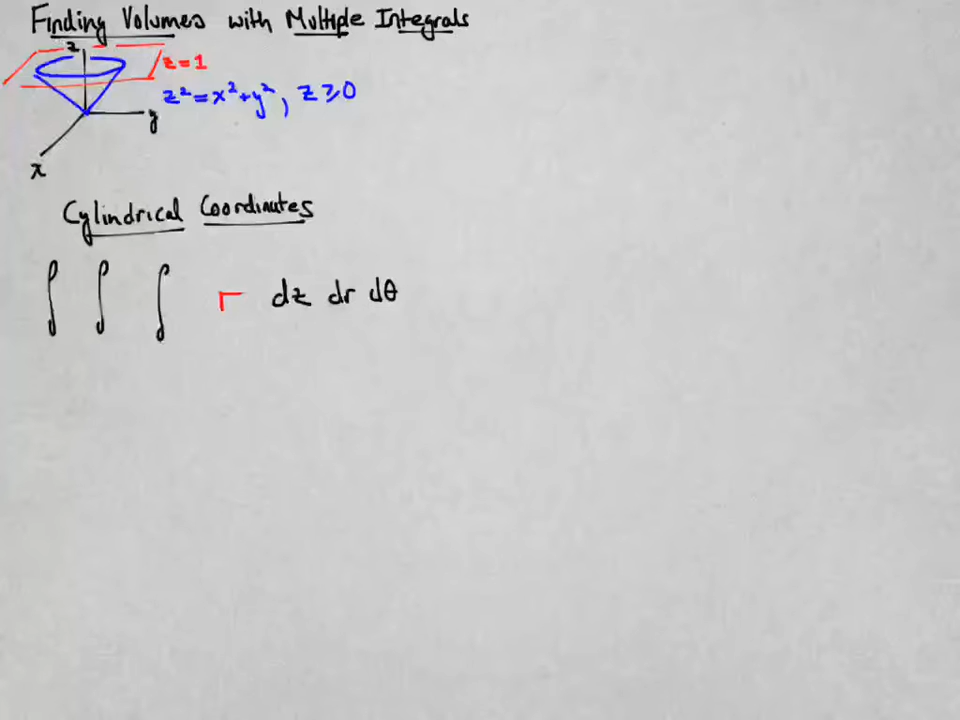 Finding Volumes with Multiple Integrals
z
z=1
z²=x²+y², z≥0
y
x
Cylindrical Coordinates
∫ ∫ ∫ r dz dr dθ